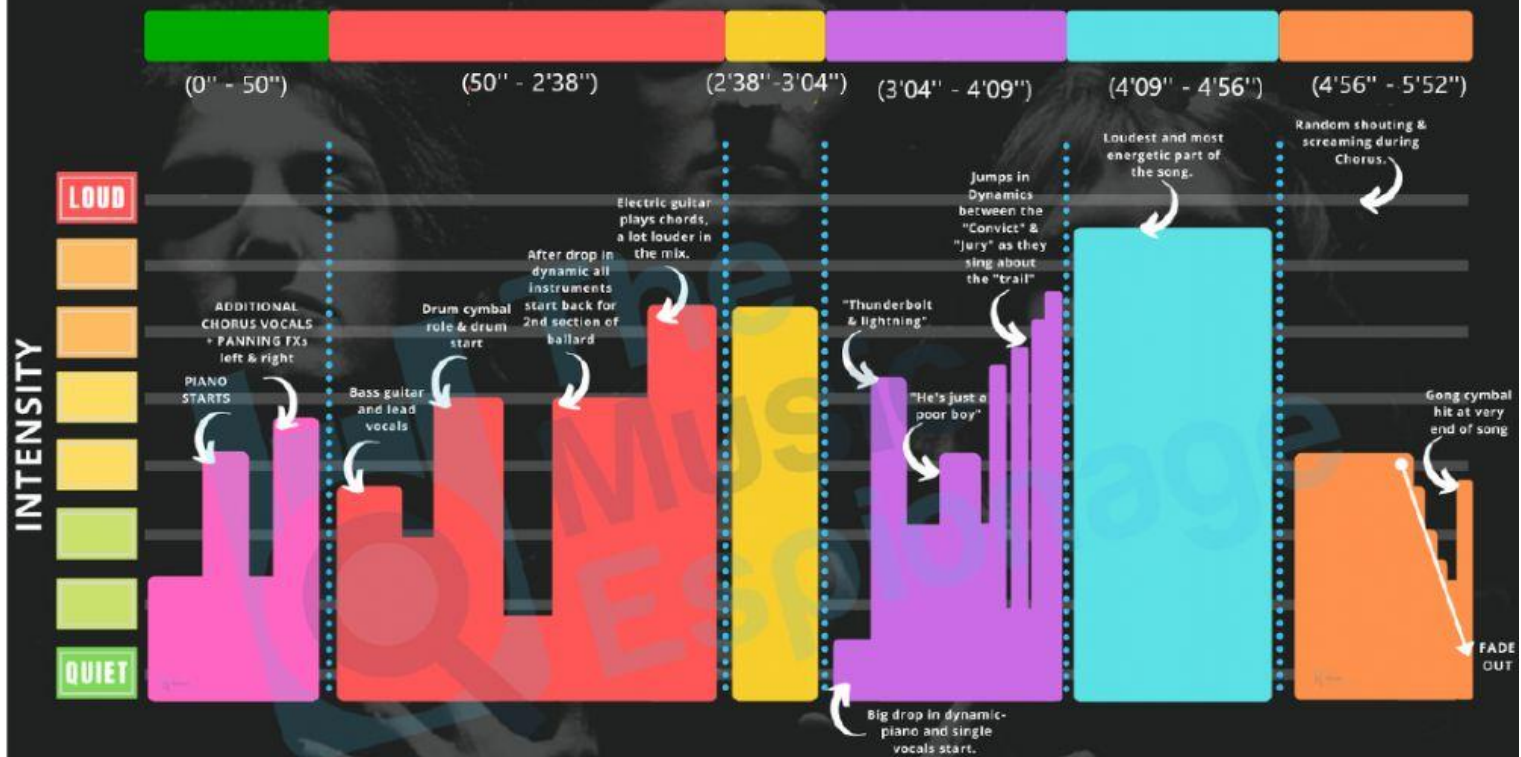 (0" - 50")
(50" - 2'38")
(2'38"-3'04")
(3'04" - 4'09")
(4'09" - 4'56")
(4'56" - 5'52")
INTENSITY
LOUD
QUIET
PIANO
STARTS
ADDITIONAL
CHORUS VOCALS
+ PANNING FXs
left & right
Bass guitar
and lead
vocals
Drum cymbal
role & drum
start
After drop in
dynamic all
instruments
start back for
2nd section of
ballard
Electric guitar
plays chords,
a lot louder in
the mix.
"Thunderbolt
& lightning"
"He's just a
poor boy"
Big drop in dynamic-
piano and single
vocals start.
Jumps in
Dynamics
between the
"Convict" &
"Jury" as they
sing about
the "trail"
Loudest and most
energetic part of
the song.
Random shouting &
screaming during
Chorus.
Gong cymbal
hit at very
end of song
FADE
OUT
The
Music
Espionage